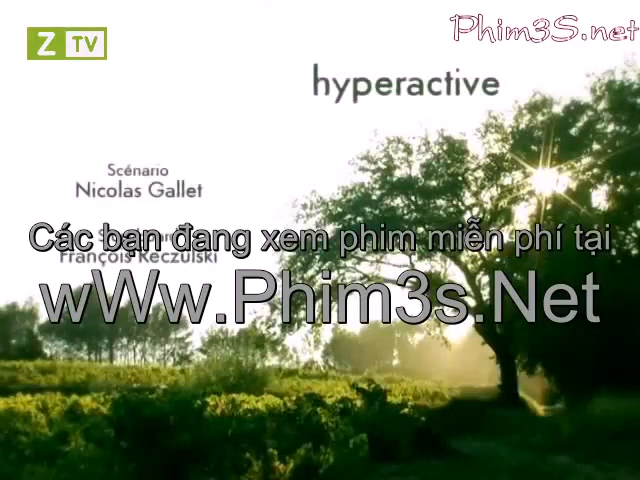 Z TV
Phim3S.net
hyperactive
Scénario
Nicolas Gallet
Các bạn đang xem phim miễn phí tại
François Reczulski
wWw.Phim3s.Net